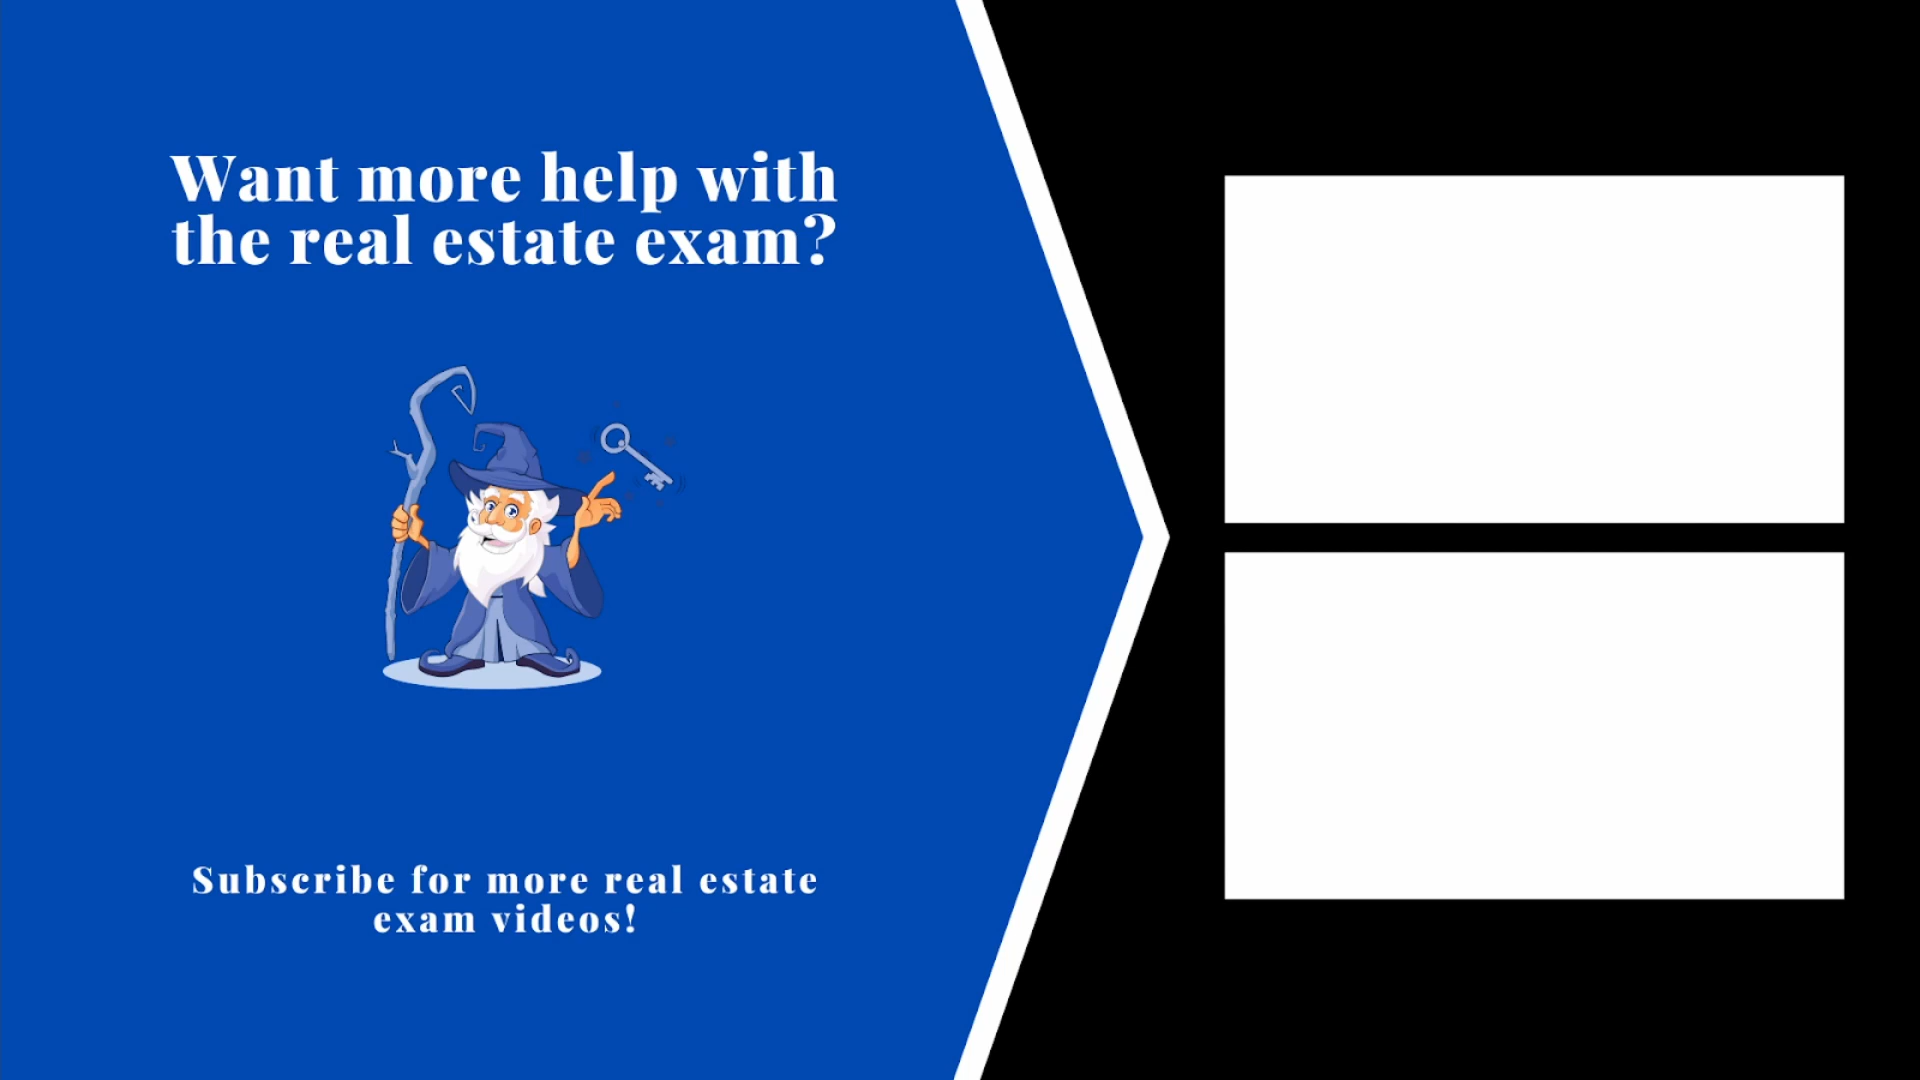 Want more help with
the real estate exam?
Subscribe for more real estate
exam videos!